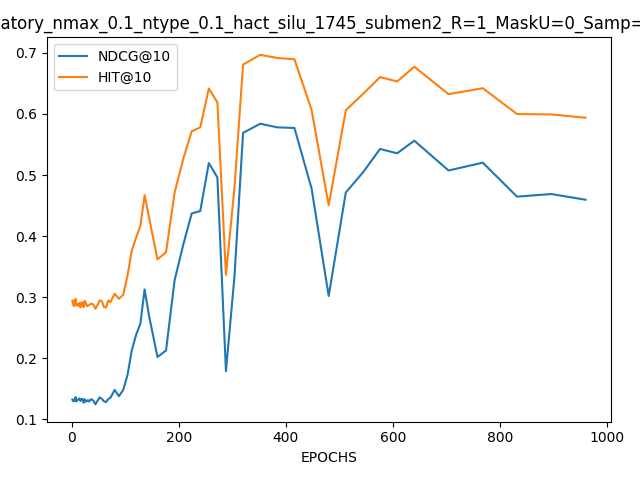 atory_nmax_0.1_ntype_0.1_hact_silu_1745_submen2_R=1_MaskU=0_Samp=
NDCG@10
HIT@10
0.7
0.6
0.5
0.4
0.3
0.2
0.1
0 200 400 600 800 1000
EPOCHS